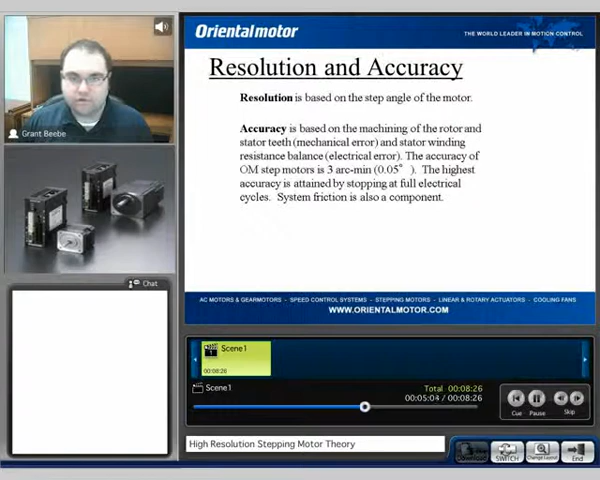 Orientalmotor
THE WORLD LEADER IN MOTION CONTROL
Resolution and Accuracy
Resolution is based on the step angle of the motor.
Accuracy is based on the machining of the rotor and
stator teeth (mechanical error) and stator winding
resistance balance (electrical error). The accuracy of
OM step motors is 3 arc-min (0.05° ). The highest
accuracy is attained by stopping at full electrical
cycles. System friction is also a component.
AC MOTORS & GEARMOTORS - SPEED CONTROL SYSTEMS - STEPPING MOTORS - LINEAR & ROTARY ACTUATORS - COOLING FANS
WWW.ORIENTALMOTOR.COM
Grant Beebe
Chat
1
Scene1
00:08:26
Scene1
Total 00:08:26
00:05:04 / 00:08:26
Cue
Pause
Skip
High Resolution Stepping Motor Theory
Download
SWITCH
Change Layout
End